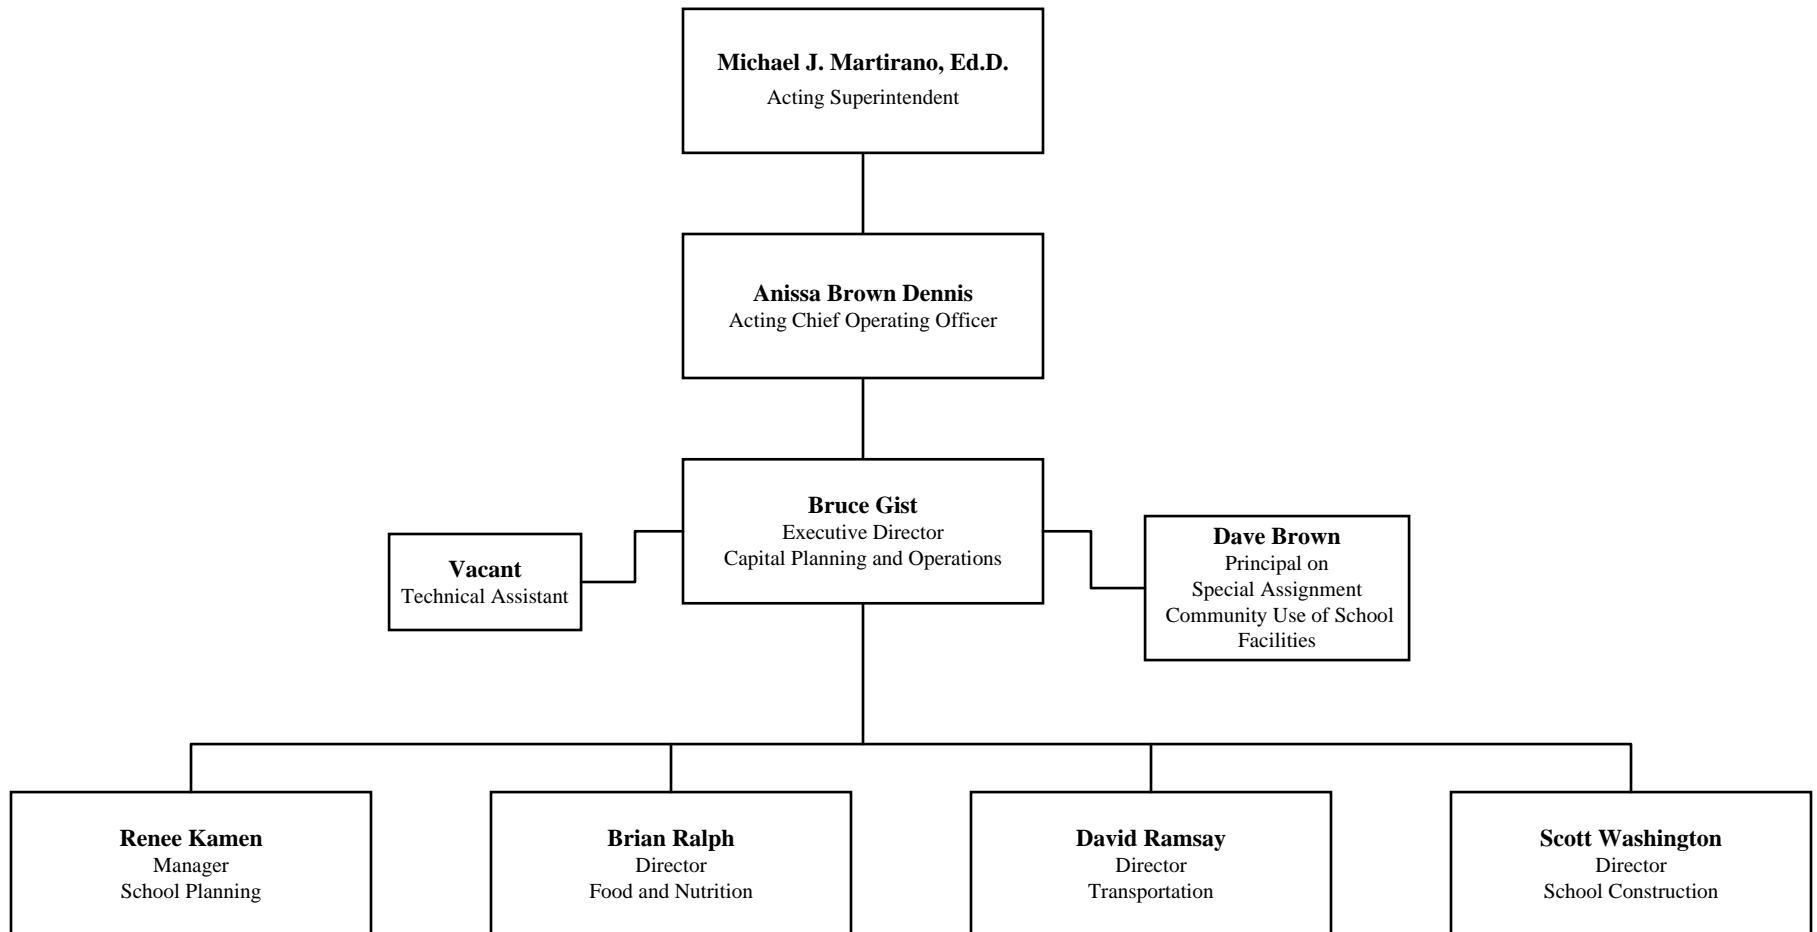 Michael J. Martirano, Ed.D.
Acting Superintendent
Anissa Brown Dennis
Acting Chief Operating Officer
Bruce Gist
Executive Director
Capital Planning and Operations
Vacant
Technical Assistant
Dave Brown
Principal on
Special Assignment
Community Use of School
Facilities
Renee Kamen
Manager
School Planning
Brian Ralph
Director
Food and Nutrition
David Ramsay
Director
Transportation
Scott Washington
Director
School Construction